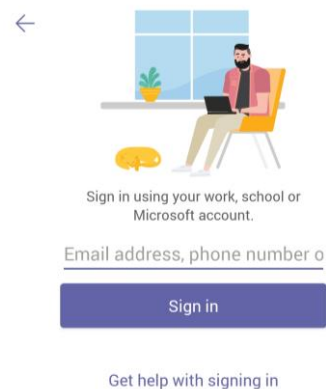 Sign in using your work, school or
Microsoft account.
Email address, phone number o
Sign in
Get help with signing in